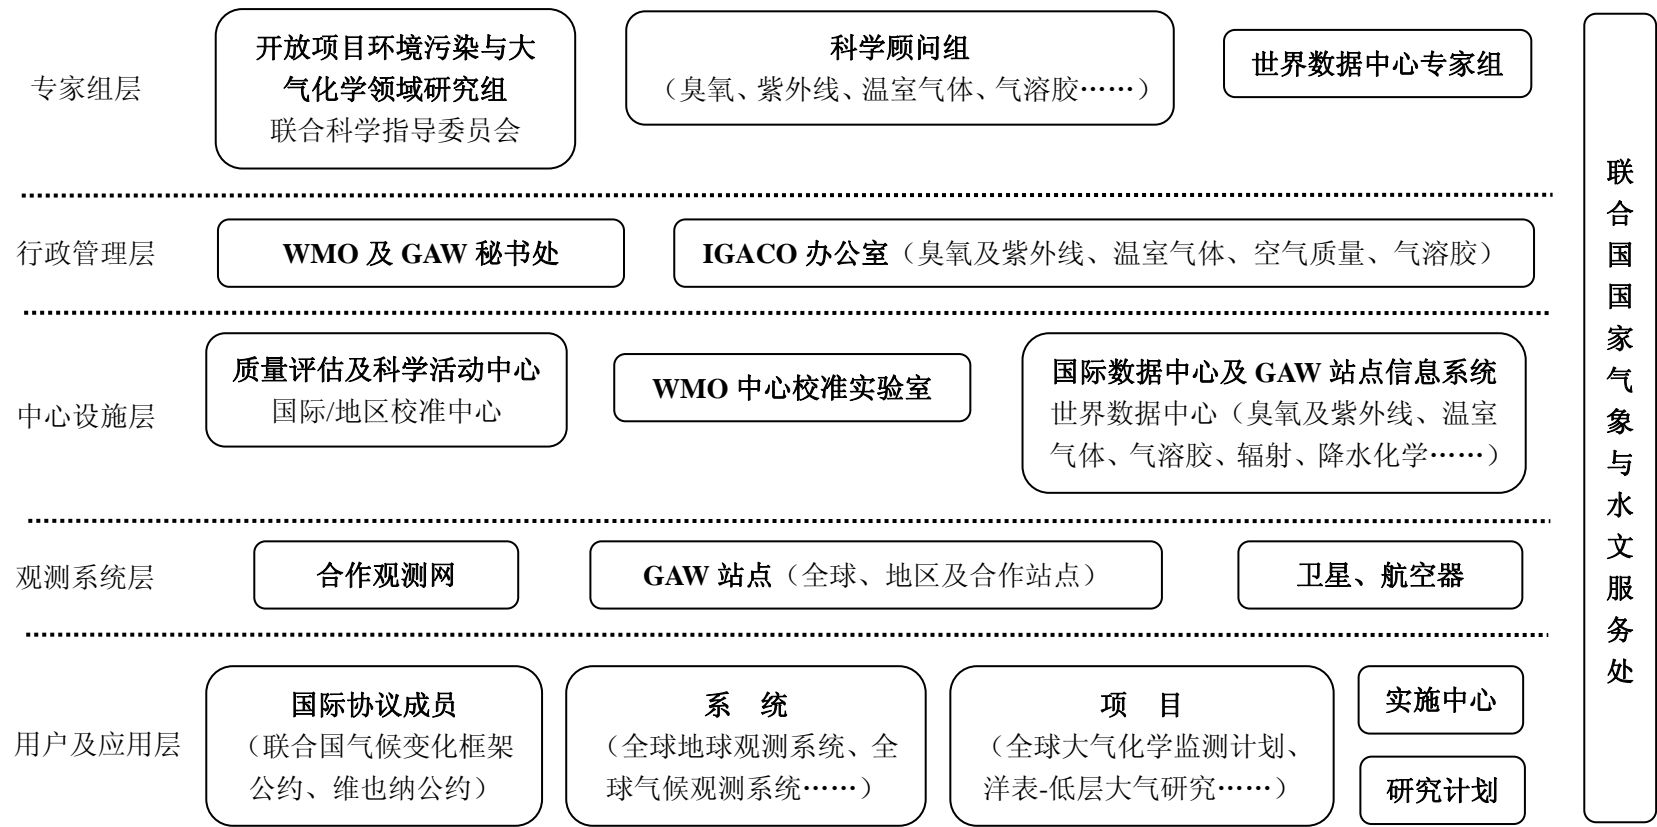 专家组层
开放项目环境污染与大
气化学领域研究组
联合科学指导委员会
科学顾问组
（臭氧、紫外线、温室气体、气溶胶……）
世界数据中心专家组
行政管理层
WMO 及 GAW 秘书处
IGACO 办公室（臭氧及紫外线、温室气体、空气质量、气溶胶）
中心设施层
质量评估及科学活动中心
国际/地区校准中心
WMO 中心校准实验室
国际数据中心及 GAW 站点信息系统
世界数据中心（臭氧及紫外线、温室
气体、气溶胶、辐射、降水化学……）
观测系统层
合作观测网
GAW 站点（全球、地区及合作站点）
卫星、航空器
用户及应用层
国际协议成员
（联合国气候变化框架
公约、维也纳公约）
系 统
（全球地球观测系统、全
球气候观测系统……）
项 目
（全球大气化学监测计划、
洋表-低层大气研究……）
实施中心
研究计划
联合国国家气象与水文服务处